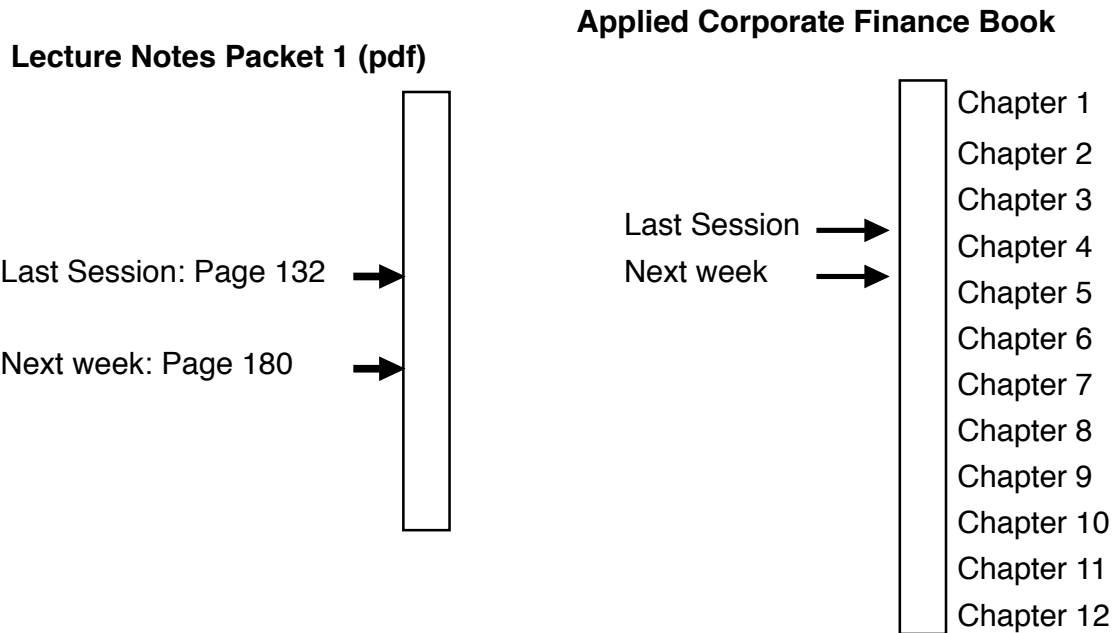 Applied Corporate Finance Book
Lecture Notes Packet 1 (pdf)
Last Session: Page 132
Next week: Page 180
Last Session
Next week
Chapter 1
Chapter 2
Chapter 3
Chapter 4
Chapter 5
Chapter 6
Chapter 7
Chapter 8
Chapter 9
Chapter 10
Chapter 11
Chapter 12